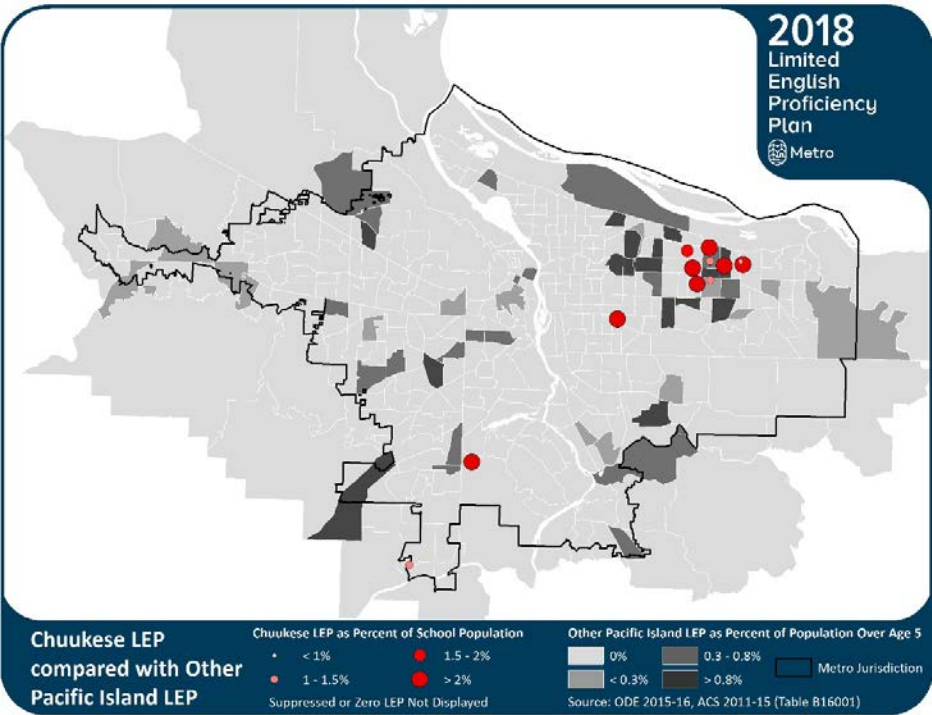 2018
Limited
English
Proficiency
Plan
Metro
Chuukese LEP
compared with Other
Pacific Island LEP
Chuukese LEP as Percent of School Population
< 1%
1.5 - 2%
1 - 1.5%
> 2%
Suppressed or Zero LEP Not Displayed
Other Pacific Island LEP as Percent of Population Over Age 5
0%
0.3 - 0.8%
Metro Jurisdiction
< 0.3%
> 0.8%
Source: ODE 2015-16, ACS 2011-15 (Table B16001)